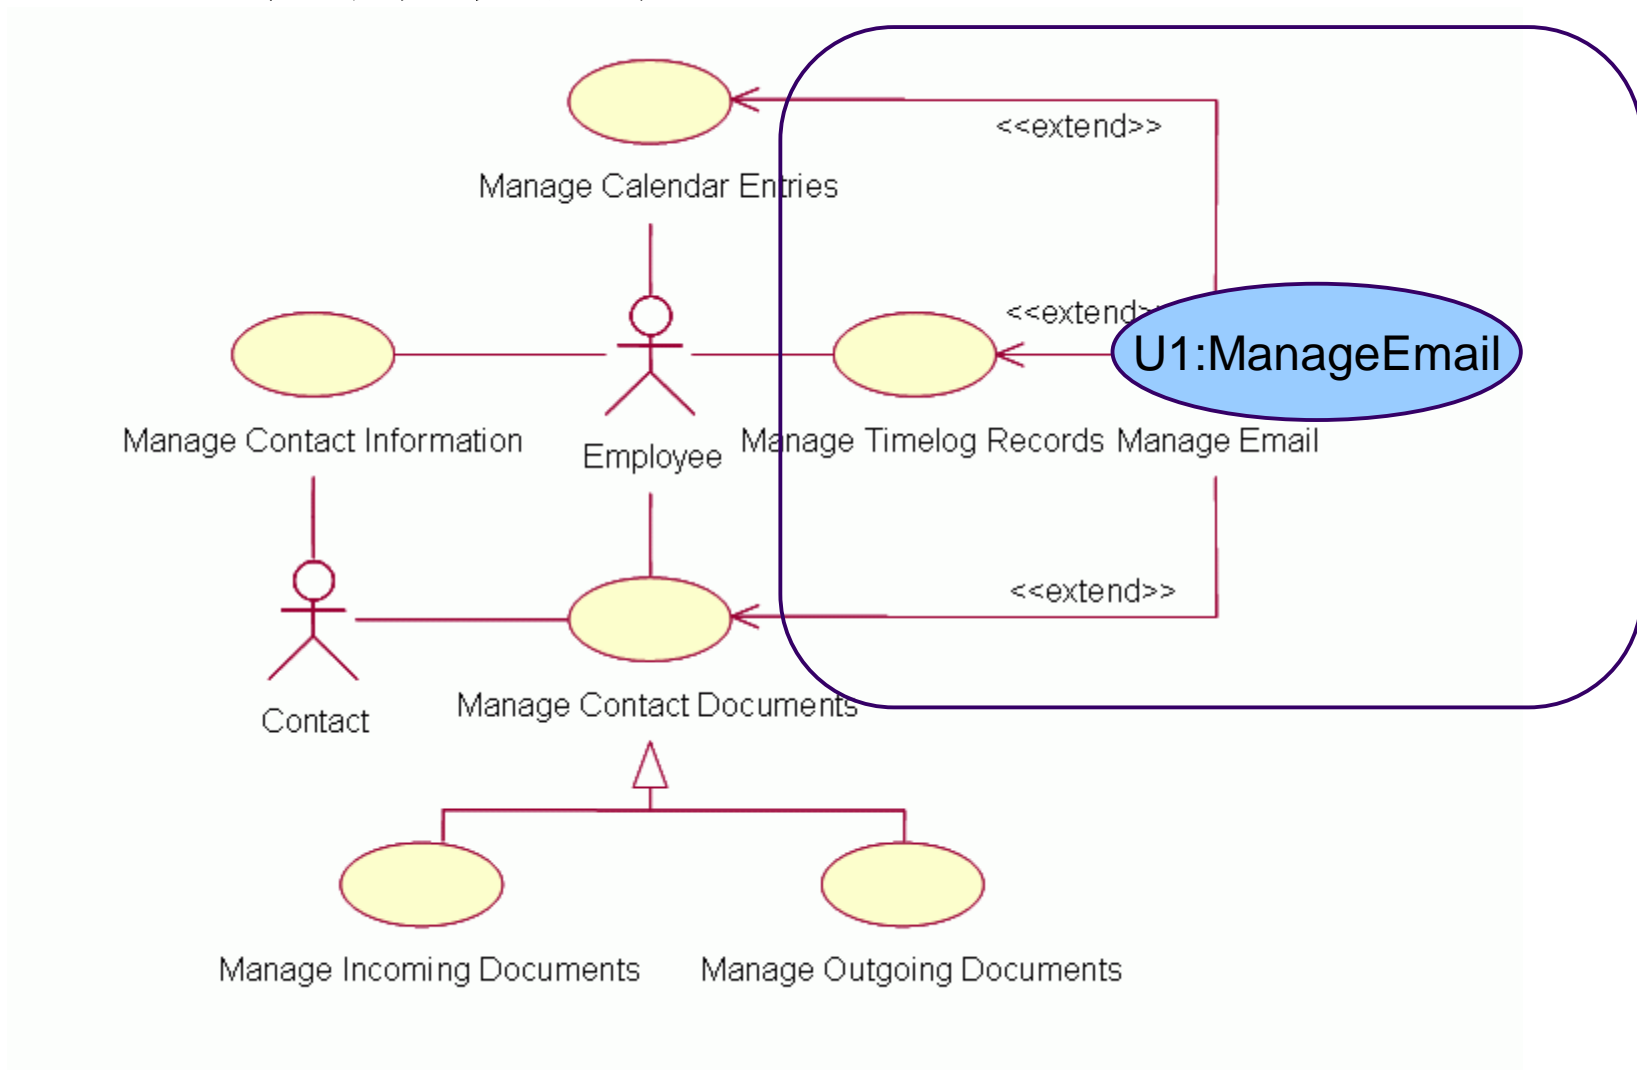 <<extend>>
Manage Calendar Entries
<<extend>>
U1:ManageEmail
Manage Contact Information
Employee
Manage Timelog Records
Manage Email
<<extend>>
Contact
Manage Contact Documents
Manage Incoming Documents
Manage Outgoing Documents